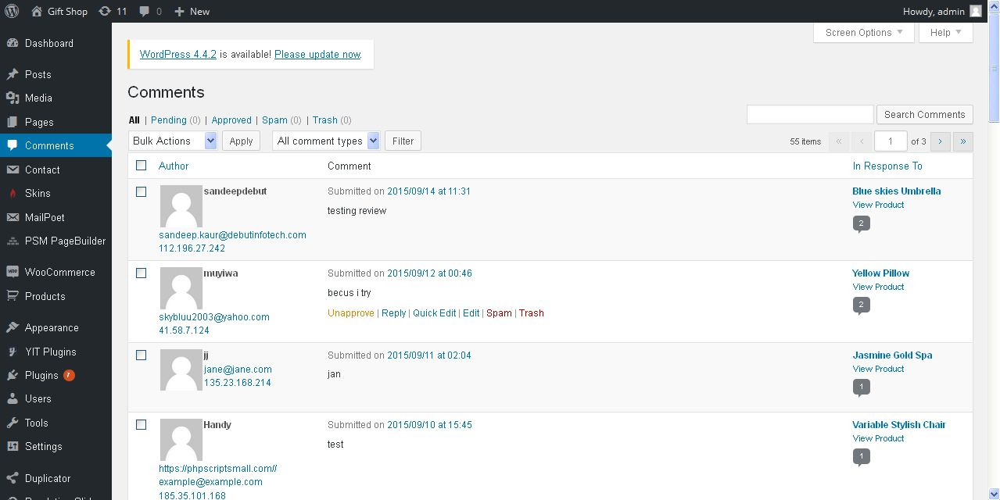 Gift Shop 11 0 New Howdy, admin
Screen Options Help
Dashboard
Posts
Media
Pages
Comments
Contact
Skins
MailPoet
PSM PageBuilder
WooCommerce
Products
Appearance
YIT Plugins
Plugins 7
Users
Tools
Settings
Duplicator
WordPress 4.4.2 is available! Please update now.
Comments
All | Pending (0) | Approved | Spam (0) | Trash (0)
Search Comments
Bulk Actions Apply All comment types Filter
55 items « ‹ 1 of 3 › »
Author Comment In Response To
sandeepdebut
sandeep.kaur@debutinfotech.com
112.196.27.242
Submitted on 2015/09/14 at 11:31
testing review
Blue skies Umbrella
View Product
2
muyiwa
skybluu2003@yahoo.com
41.58.7.124
Submitted on 2015/09/12 at 00:46
becus i try
Unapprove | Reply | Quick Edit | Edit | Spam | Trash
Yellow Pillow
View Product
2
jj
jane@jane.com
135.23.168.214
Submitted on 2015/09/11 at 02:04
jan
Jasmine Gold Spa
View Product
1
Handy
https://phpscriptsmall.com//
example@example.com
185.35.101.168
Submitted on 2015/09/10 at 15:45
test
Variable Stylish Chair
View Product
1